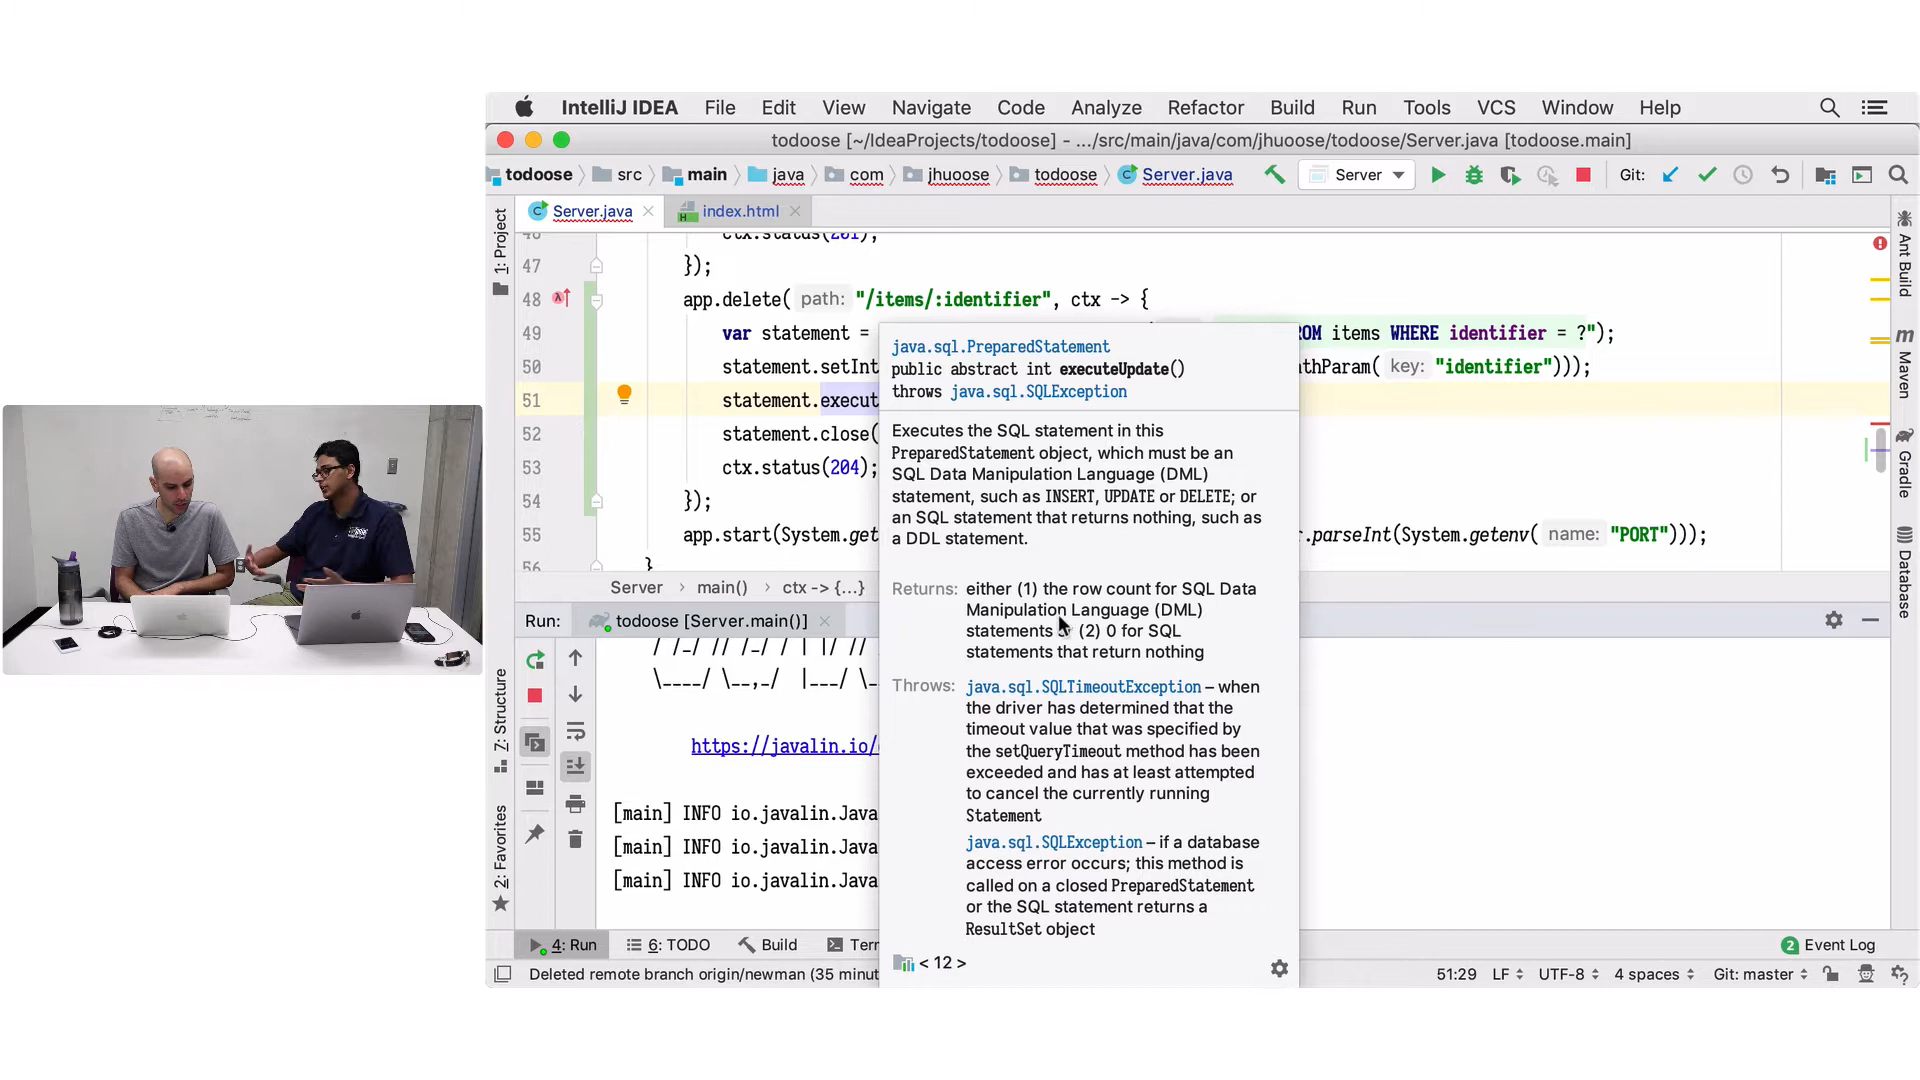 IntelliJ IDEA File Edit View Navigate Code Analyze Refactor Build Run Tools VCS Window Help
todoose [~/IdeaProjects/todoose] - .../src/main/java/com/jhuoose/todoose/Server.java [todoose.main]
todoose src main java com jhuoose todoose Server.java Server Git:
Server.java index.html
1: Project
Z: Structure
2: Favorites
Ant Build
Maven
Gradle
Database
ctx.status(201);
47 });
48 app.delete( path: "/items/:identifier", ctx -> {
49 var statement = OM items WHERE identifier = ?");
50 statement.setInt athParam( key: "identifier")));
51 statement.execut
52 statement.close(
53 ctx.status(204);
54 });
55 app.start(System.get r.parseInt(System.getenv( name: "PORT")));
56 }
java.sql.PreparedStatement
public abstract int executeUpdate()
throws java.sql.SQLException
Executes the SQL statement in this
PreparedStatement object, which must be an
SQL Data Manipulation Language (DML)
statement, such as INSERT, UPDATE or DELETE; or
an SQL statement that returns nothing, such as
a DDL statement.
Returns: either (1) the row count for SQL Data
Manipulation Language (DML)
statements (2) 0 for SQL
statements that return nothing
Throws: java.sql.SQLTimeoutException – when
the driver has determined that the
timeout value that was specified by
the setQueryTimeout method has been
exceeded and has at least attempted
to cancel the currently running
Statement
java.sql.SQLException – if a database
access error occurs; this method is
called on a closed PreparedStatement
or the SQL statement returns a
ResultSet object
< 12 >
Server main() ctx -> {...}
Run: todoose [Server.main()]
/ /_/ // /_/ / | |/ //
\____/ \__,_/ |___/ \_
https://javalin.io/
[main] INFO io.javalin.Java
[main] INFO io.javalin.Java
[main] INFO io.javalin.Java
4: Run 6: TODO Build Ter 2 Event Log
Deleted remote branch origin/newman (35 minut 51:29 LF UTF-8 4 spaces Git: master